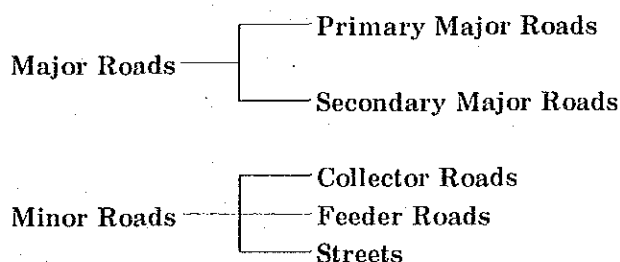 Primary Major Roads
Major Roads
Secondary Major Roads
Collector Roads
Minor Roads
Feeder Roads
Streets